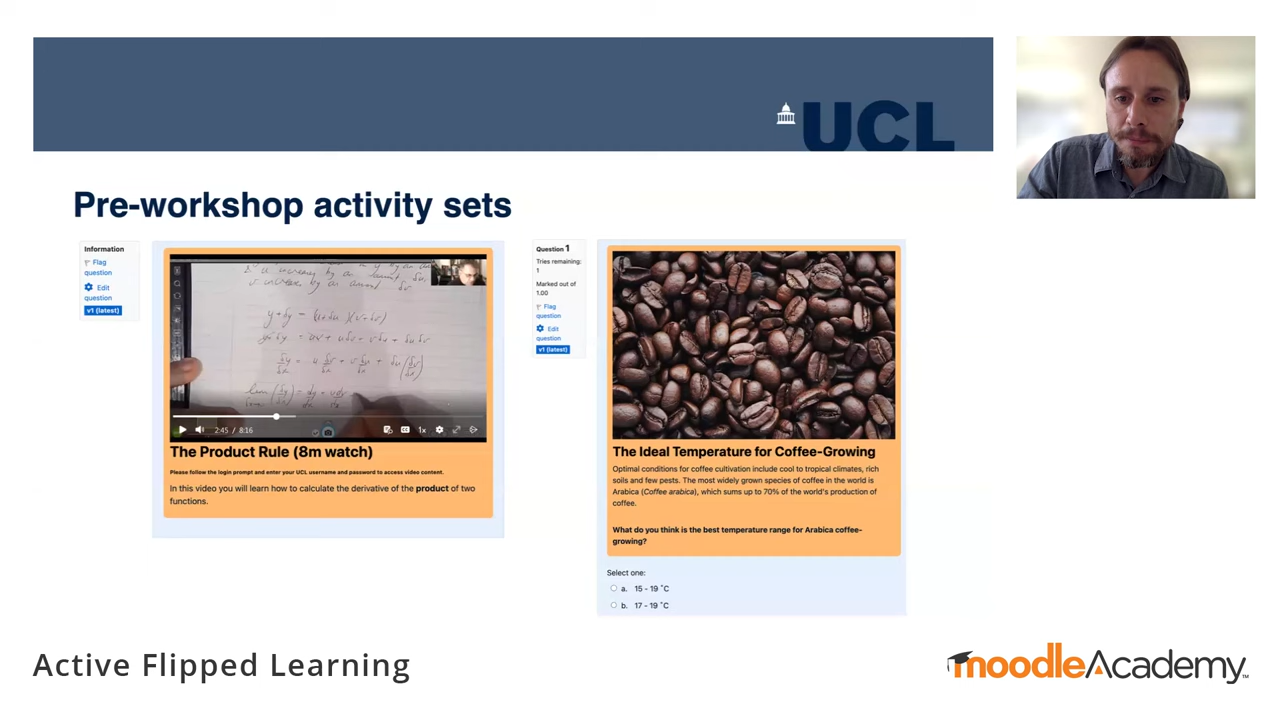 UCL
Pre-workshop activity sets
Information
Flag
question
Edit
question
v1 (latest)
2:45 / 8:16
CC
1x
The Product Rule (8m watch)
Please follow the login prompt and enter your UCL username and password to access video content.
In this video you will learn how to calculate the derivative of the product of two
functions.
Question 1
Tries remaining:
1
Marked out of
1.00
Flag
question
Edit
question
v1 (latest)
The Ideal Temperature for Coffee-Growing
Optimal conditions for coffee cultivation include cool to tropical climates, rich
soils and few pests. The most widely grown species of coffee in the world is
Arabica (Coffee arabica), which sums up to 70% of the world's production of
coffee.
What do you think is the best temperature range for Arabica coffee-
growing?
Select one:
a. 15 - 19 ˚C
b. 17 - 19 ˚C
Active Flipped Learning
moodleAcademy™